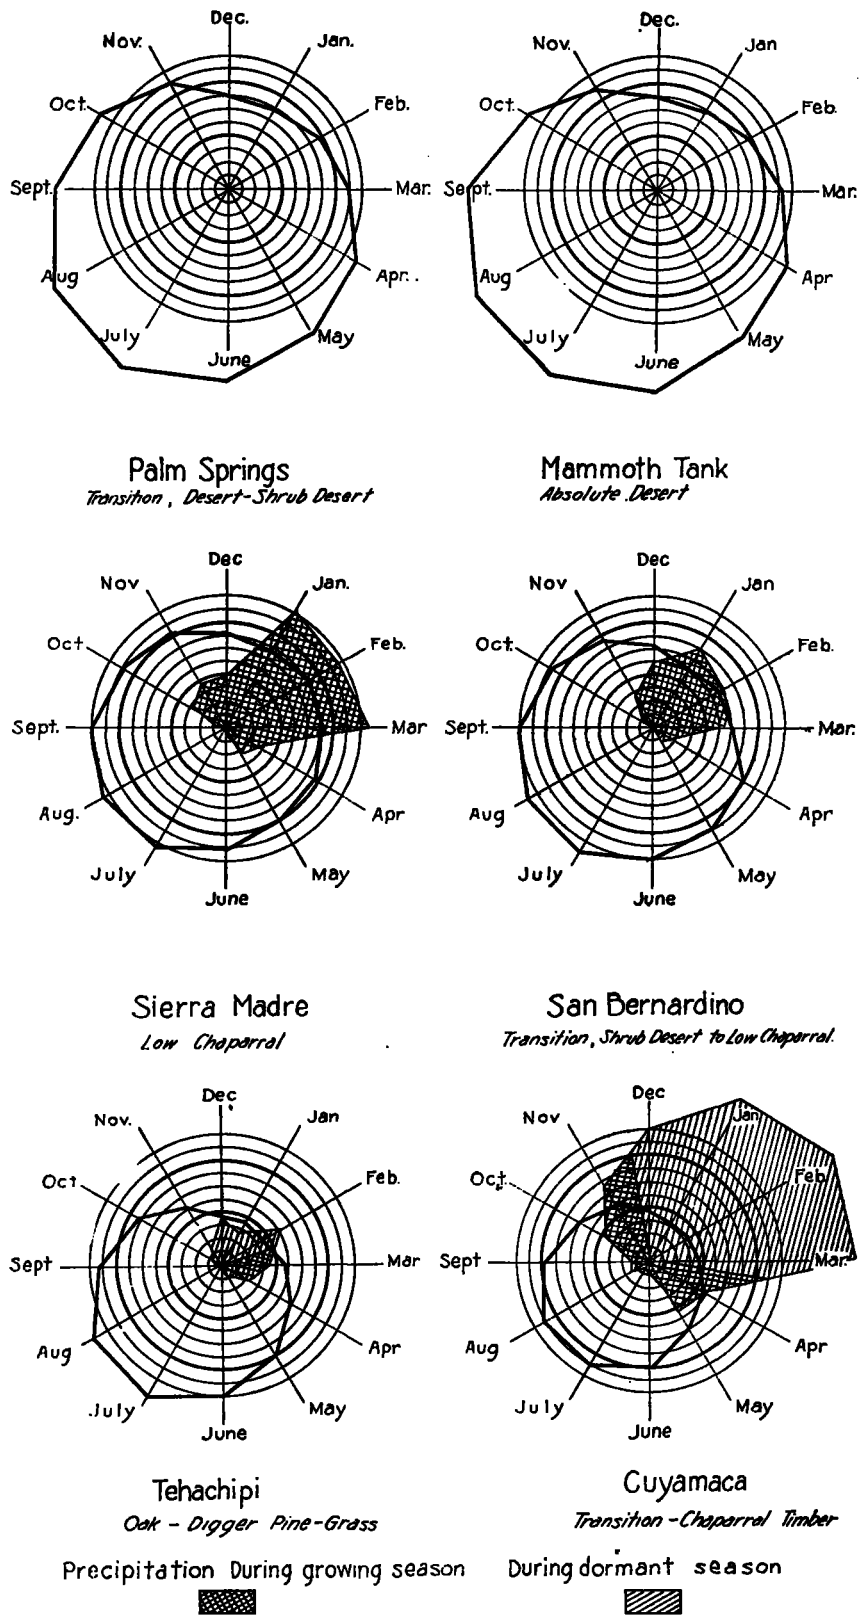 Dec.
Nov. Jan.
Oct. Feb.
Sept. Mar.
Aug Apr.
July May
June
Palm Springs
Transition, Desert-Shrub Desert
Dec.
Nov. Jan
Oct. Feb.
Sept. Mar.
Aug Apr
July May
June
Mammoth Tank
Absolute Desert
Dec
Nov Jan.
Oct Feb.
Sept. Mar
Aug. Apr
July May
June
Sierra Madre
Low Chaparral
Dec
Nov Jan
Oct. Feb.
Sept. Mar.
Aug Apr
July May
June
San Bernardino
Transition, Shrub Desert to Low Chaparral.
Dec
Nov. Jan
Oct Feb.
Sept Mar
Aug Apr
July May
June
Tehachipi
Oak - Digger Pine-Grass
Dec
Nov Jan
Oct. Feb
Sept Mar.
Aug Apr
July May
June
Cuyamaca
Transition-Chaparral Timber
Precipitation During growing season During dormant season